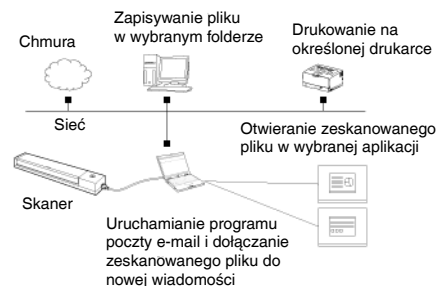 Zapisywanie pliku
w wybranym folderze
Chmura
Drukowanie na
określonej drukarce
Sieć
Otwieranie zeskanowanego
pliku w wybranej aplikacji
Skaner
Uruchamianie programu
poczty e-mail i dołączanie
zeskanowanego pliku do
nowej wiadomości